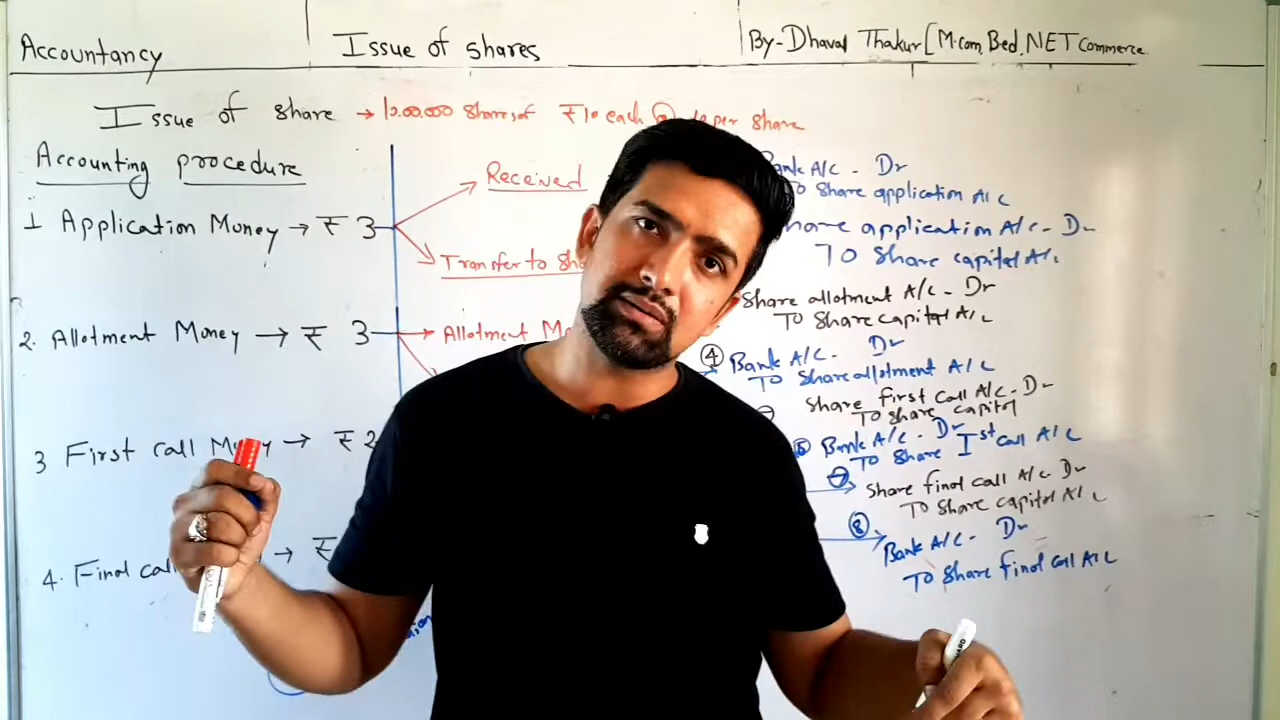 Accountancy
Issue of shares
By-Dhaval Thakur [M.com, Bed, NET Commerce
Issue of share → 10,00,000 Shares of ₹10 each @ 10 per share
Accounting procedure
1 Application Money → ₹ 3
Received
Transfer to Sha
2. Allotment Money → ₹ 3
Allotment Mo
3 First call Money → ₹ 2
4. Final cal → ₹
Bank A/C - Dr
To Share application A/C
Share application A/C - Dr
To Share capital A/C
Share allotment A/C - Dr
To Share capital A/C
④ Bank A/C - Dr
To Share allotment A/C
Share first call A/C - Dr
To share capital
⑥ Bank A/C - Dr
To Share Ist call A/C
⑦ Share final call A/C Dr
To Share capital A/C
⑧ Bank A/C - Dr
To Share final call A/C